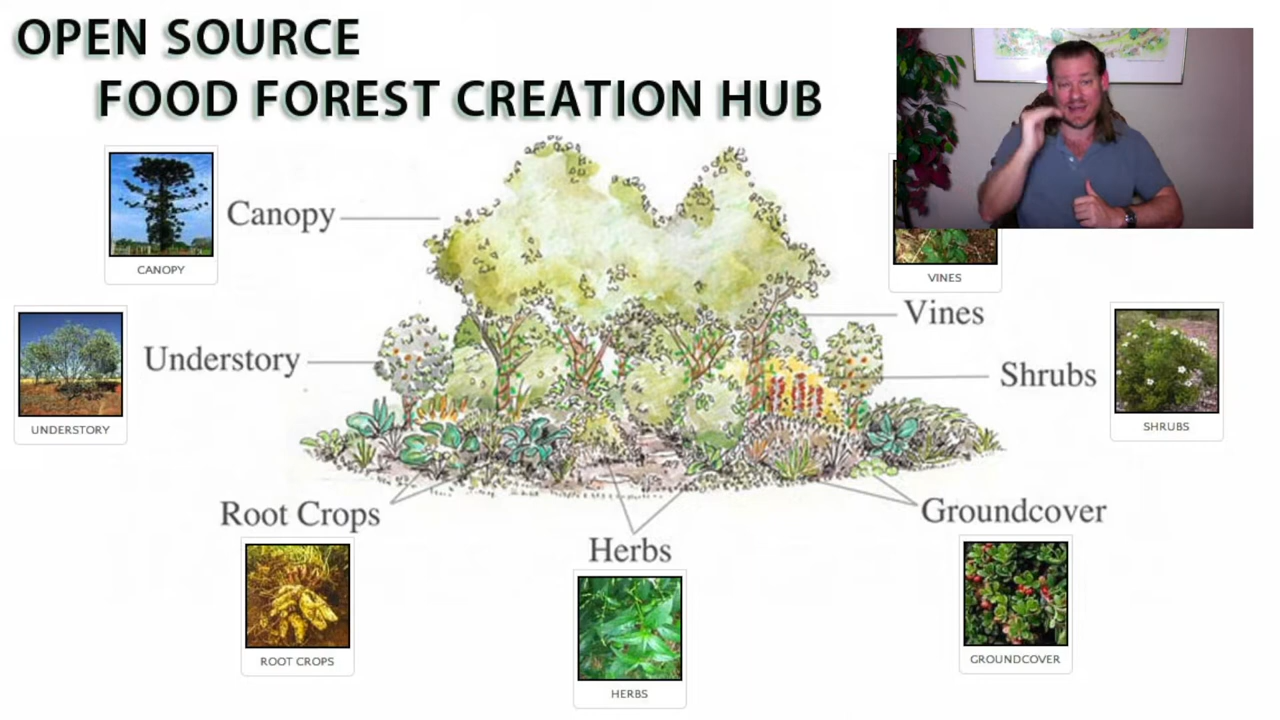 OPEN SOURCE
FOOD FOREST CREATION HUB
CANOPY
Canopy
VINES
Vines
UNDERSTORY
Understory
Shrubs
SHRUBS
Root Crops
ROOT CROPS
Herbs
HERBS
Groundcover
GROUNDCOVER